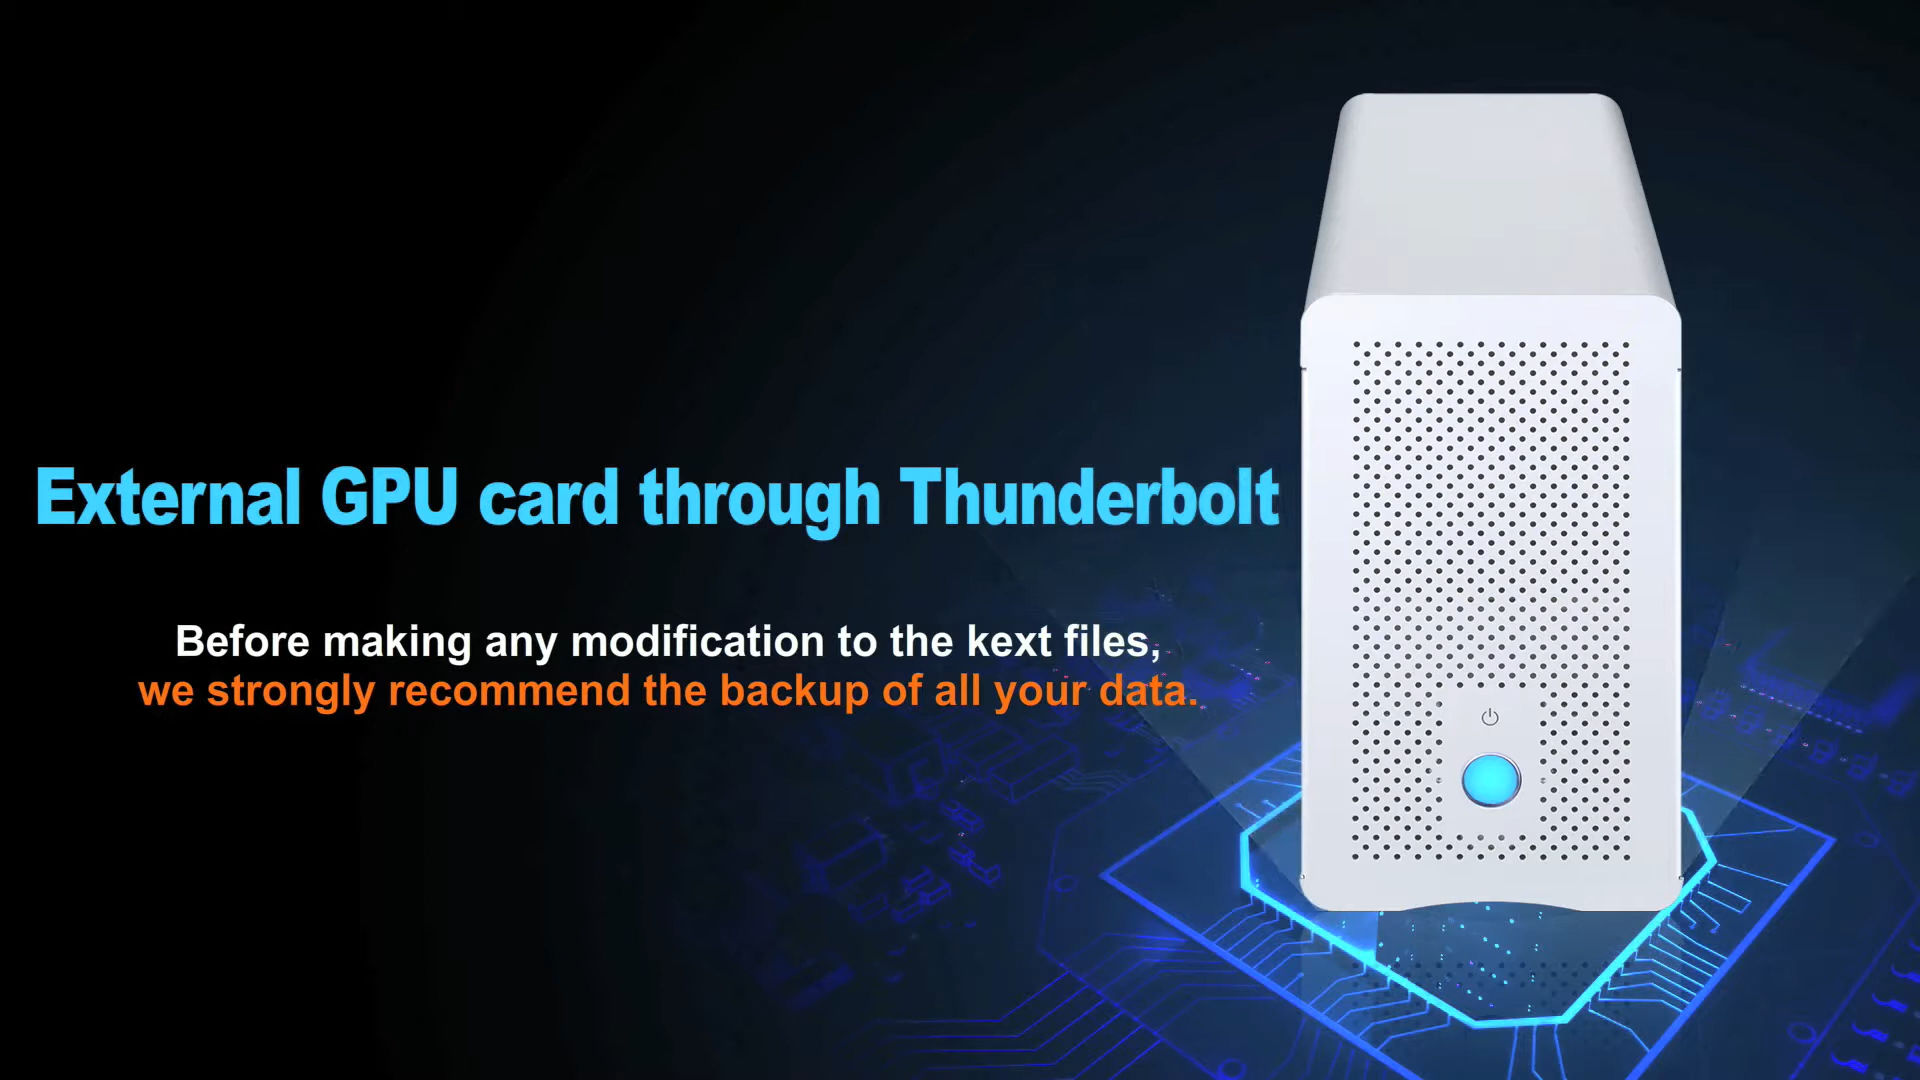 External GPU card through Thunderbolt
Before making any modification to the kext files,
we strongly recommend the backup of all your data.